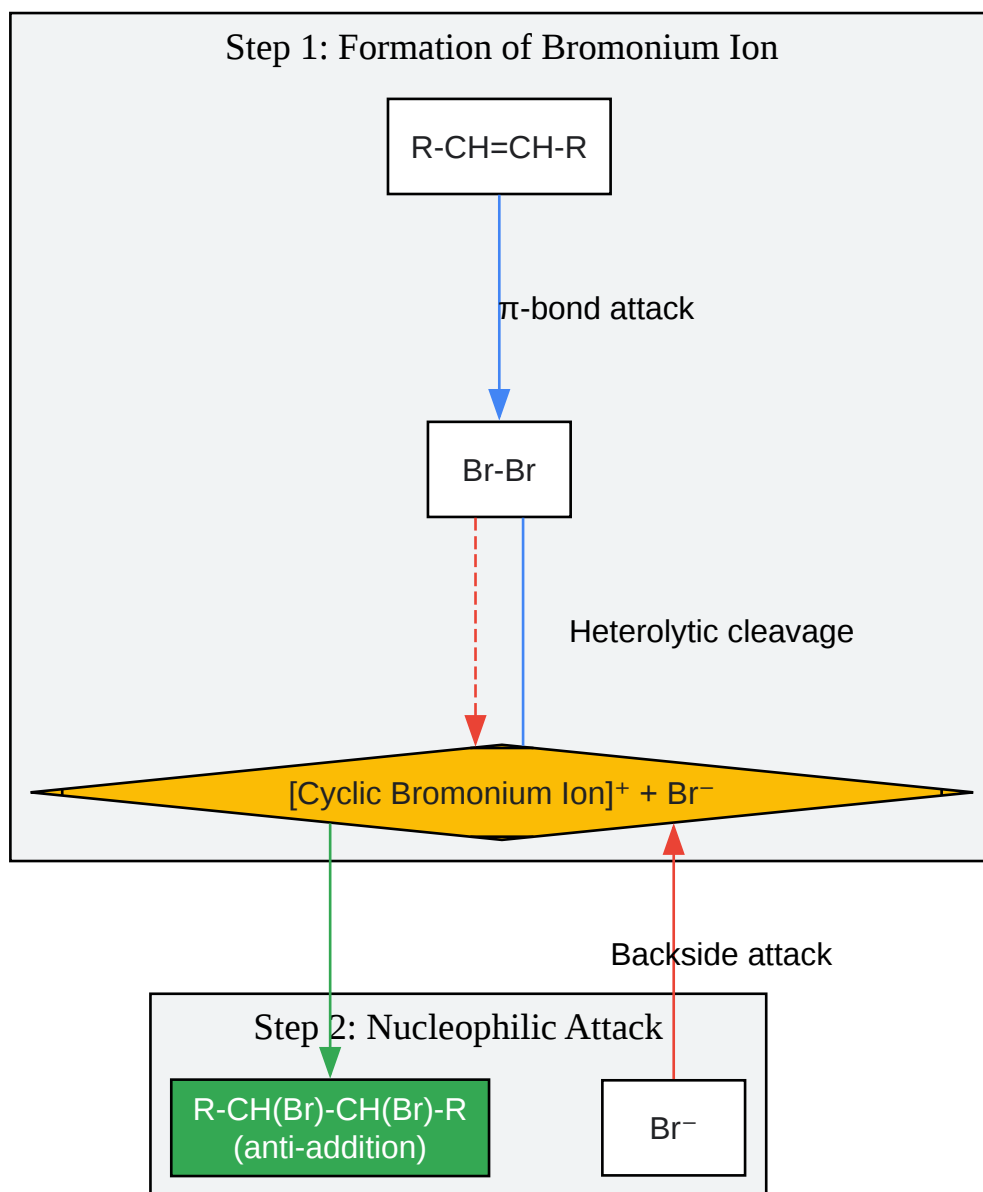 Step 1: Formation of Bromonium Ion
R-CH=CH-R
π-bond attack
Br-Br
Heterolytic cleavage
[Cyclic Bromonium Ion]⁺ + Br⁻
Backside attack
Step 2: Nucleophilic Attack
R-CH(Br)-CH(Br)-R
(anti-addition)
Br⁻